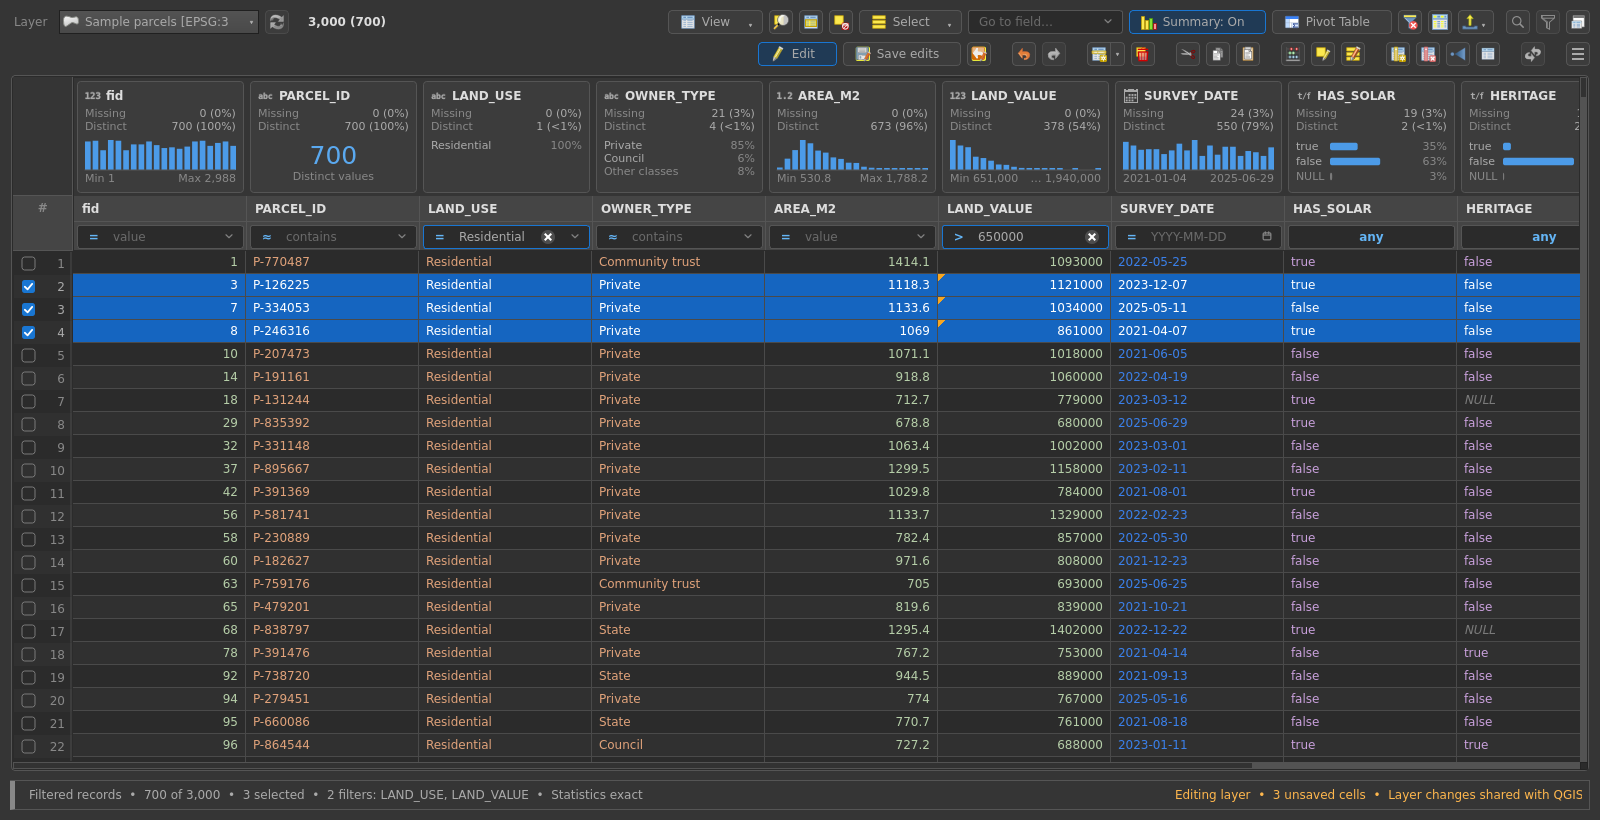 Layer Sample parcels [EPSG:3 3,000 (700) View Select Go to field... Summary: On Pivot Table
Edit Save edits
123 fid abc PARCEL_ID abc LAND_USE abc OWNER_TYPE 1.2 AREA_M2 123 LAND_VALUE SURVEY_DATE t/f HAS_SOLAR t/f HERITAGE
Missing 0 (0%) Missing 0 (0%) Missing 0 (0%) Missing 21 (3%) Missing 0 (0%) Missing 0 (0%) Missing 24 (3%) Missing 19 (3%) Missing
Distinct 700 (100%) Distinct 700 (100%) Distinct 1 (<1%) Distinct 4 (<1%) Distinct 673 (96%) Distinct 378 (54%) Distinct 550 (79%) Distinct 2 (<1%) Distinct
700 Residential 100% Private 85% true 35% true
Council 6% false 63% false
Distinct values Other classes 8% NULL 3% NULL
Min 1 Max 2,988 Min 530.8 Max 1,788.2 Min 651,000 ... 1,940,000 2021-01-04 2025-06-29
# fid PARCEL_ID LAND_USE OWNER_TYPE AREA_M2 LAND_VALUE SURVEY_DATE HAS_SOLAR HERITAGE
= value ≈ contains = Residential ≈ contains = value > 650000 = YYYY-MM-DD any any
1 1 P-770487 Residential Community trust 1414.1 1093000 2022-05-25 true false
2 3 P-126225 Residential Private 1118.3 1121000 2023-12-07 true false
3 7 P-334053 Residential Private 1133.6 1034000 2025-05-11 false false
4 8 P-246316 Residential Private 1069 861000 2021-04-07 true false
5 10 P-207473 Residential Private 1071.1 1018000 2021-06-05 false false
6 14 P-191161 Residential Private 918.8 1060000 2022-04-19 false false
7 18 P-131244 Residential Private 712.7 779000 2023-03-12 true NULL
8 29 P-835392 Residential Private 678.8 680000 2025-06-29 false false
9 32 P-331148 Residential Private 1063.4 1002000 2023-03-01 false false
10 37 P-895667 Residential Private 1299.5 1158000 2023-02-11 false false
11 42 P-391369 Residential Private 1029.8 784000 2021-08-01 true false
12 56 P-581741 Residential Private 1133.7 1329000 2022-02-23 false false
13 58 P-230889 Residential Private 782.4 857000 2022-05-30 true false
14 60 P-182627 Residential Private 971.6 808000 2021-12-23 false false
15 63 P-759176 Residential Community trust 705 693000 2025-06-25 false false
16 65 P-479201 Residential Private 819.6 839000 2021-10-21 false false
17 68 P-838797 Residential State 1295.4 1402000 2022-12-22 true NULL
18 78 P-391476 Residential Private 767.2 753000 2021-04-14 false true
19 92 P-738720 Residential State 944.5 889000 2021-09-13 false false
20 94 P-279451 Residential Private 774 767000 2025-05-16 false false
21 95 P-660086 Residential State 770.7 761000 2021-08-18 false false
22 96 P-864544 Residential Council 727.2 688000 2023-01-11 true true
Filtered records • 700 of 3,000 • 3 selected • 2 filters: LAND_USE, LAND_VALUE • Statistics exact Editing layer • 3 unsaved cells • Layer changes shared with QGIS